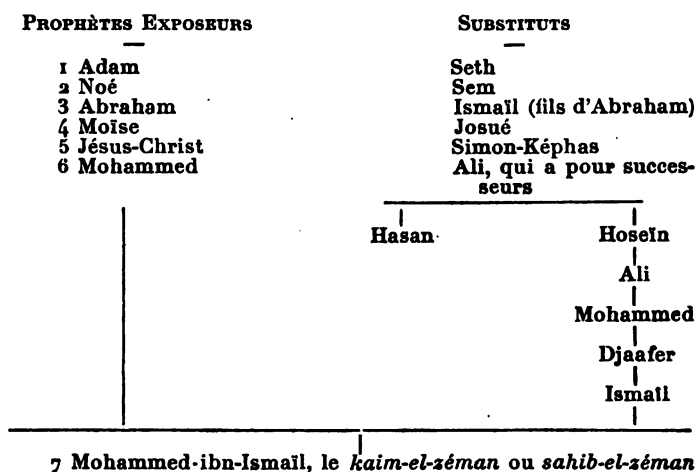 PROPHÈTES EXPOSEURS SUBSTITUTS
1 Adam Seth
2 Noé Sem
3 Abraham Ismaïl (fils d'Abraham)
4 Moïse Josué
5 Jésus-Christ Simon-Képhas
6 Mohammed Ali, qui a pour succes-
seurs
Hasan Hoseïn
Ali
Mohammed
Djaafer
Ismaïl
7 Mohammed-ibn-Ismaïl, le kaim-el-zéman ou sahib-el-zéman